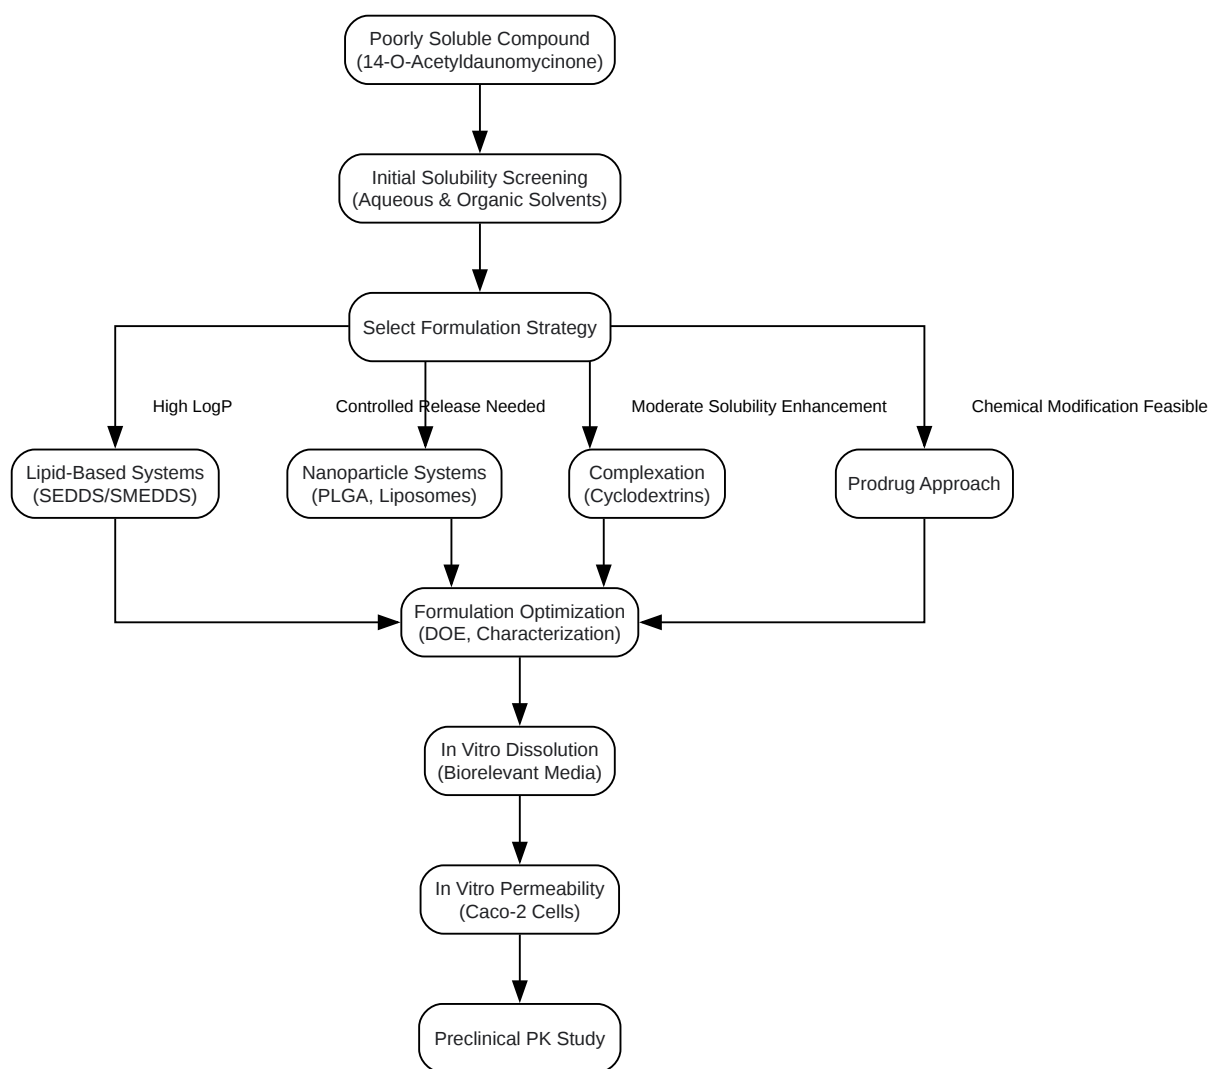 Poorly Soluble Compound
(14-O-Acetyldaunomycinone)
Initial Solubility Screening
(Aqueous & Organic Solvents)
Select Formulation Strategy
High LogP
Controlled Release Needed
Moderate Solubility Enhancement
Chemical Modification Feasible
Lipid-Based Systems
(SEDDS/SMEDDS)
Nanoparticle Systems
(PLGA, Liposomes)
Complexation
(Cyclodextrins)
Prodrug Approach
Formulation Optimization
(DOE, Characterization)
In Vitro Dissolution
(Biorelevant Media)
In Vitro Permeability
(Caco-2 Cells)
Preclinical PK Study